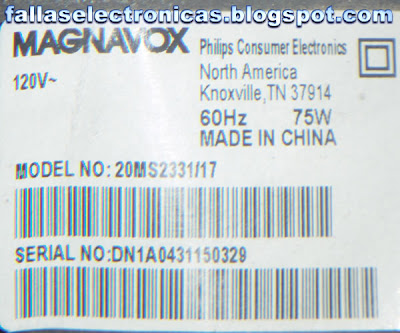 fallaselectronicas.blogspot.com
MAGNAVOX
Philips Consumer Electronics
North America
Knoxville,TN 37914
120V~
60Hz 75W
MADE IN CHINA
MODEL NO: 20MS2331/17
SERIAL NO:DN1A0431150329